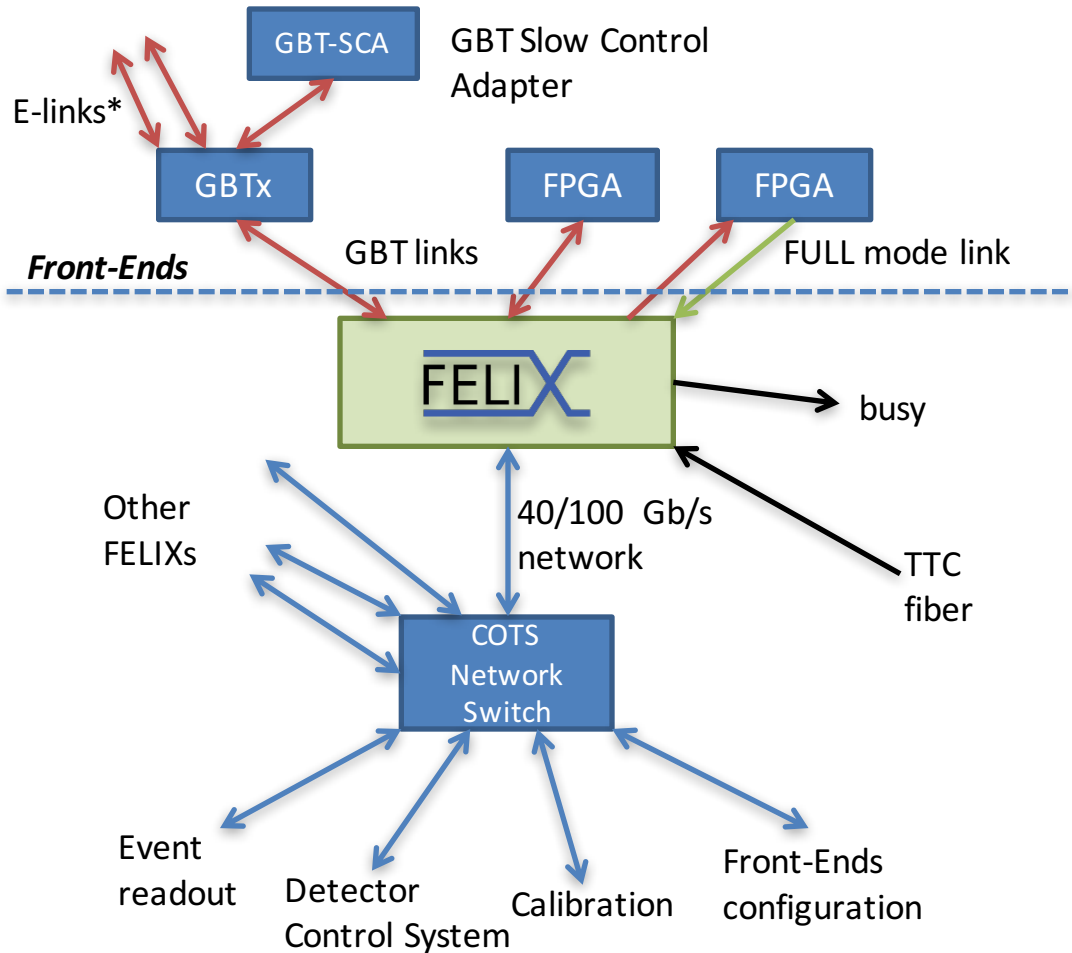 GBT-SCA
GBT Slow Control
Adapter
E-links*
GBTx
FPGA
FPGA
GBT links
FULL mode link
Front-Ends
FELIX
busy
40/100 Gb/s
network
Other
FELIXs
TTC
fiber
COTS
Network
Switch
Event
readout
Detector
Control System
Calibration
Front-Ends
configuration